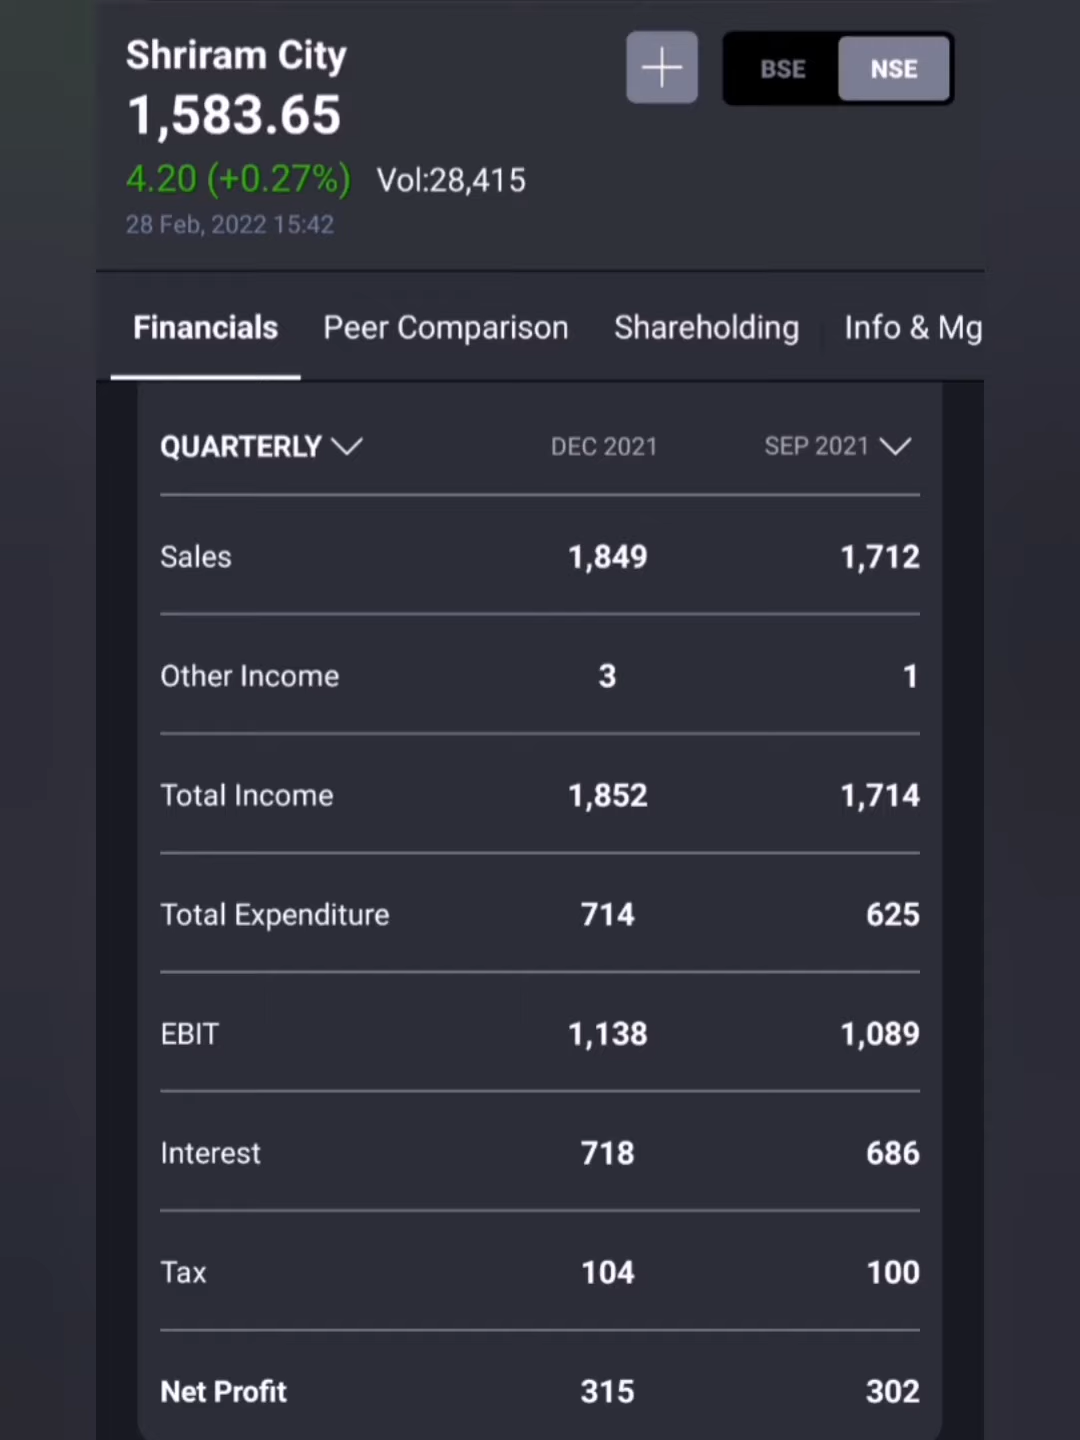 Shriram City
BSE NSE
1,583.65
4.20 (+0.27%) Vol:28,415
28 Feb, 2022 15:42
Financials Peer Comparison Shareholding Info & Mg
QUARTERLY DEC 2021 SEP 2021
Sales 1,849 1,712
Other Income 3 1
Total Income 1,852 1,714
Total Expenditure 714 625
EBIT 1,138 1,089
Interest 718 686
Tax 104 100
Net Profit 315 302